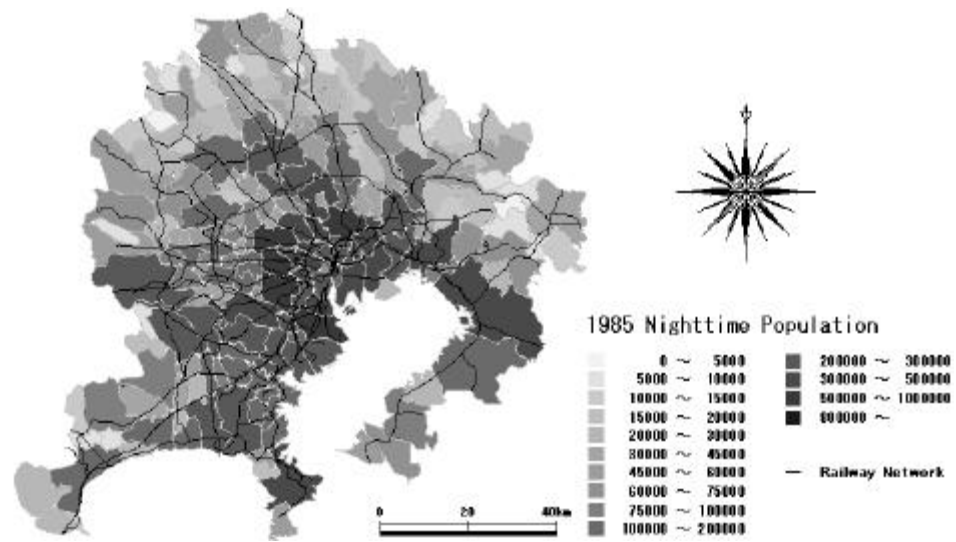 1985 Nighttime Population
0 ~ 5000
5000 ~ 10000
10000 ~ 15000
15000 ~ 20000
20000 ~ 30000
30000 ~ 45000
45000 ~ 60000
60000 ~ 75000
75000 ~ 100000
100000 ~ 200000
200000 ~ 300000
300000 ~ 500000
500000 ~ 1000000
~
Railway Network
0 20 40km